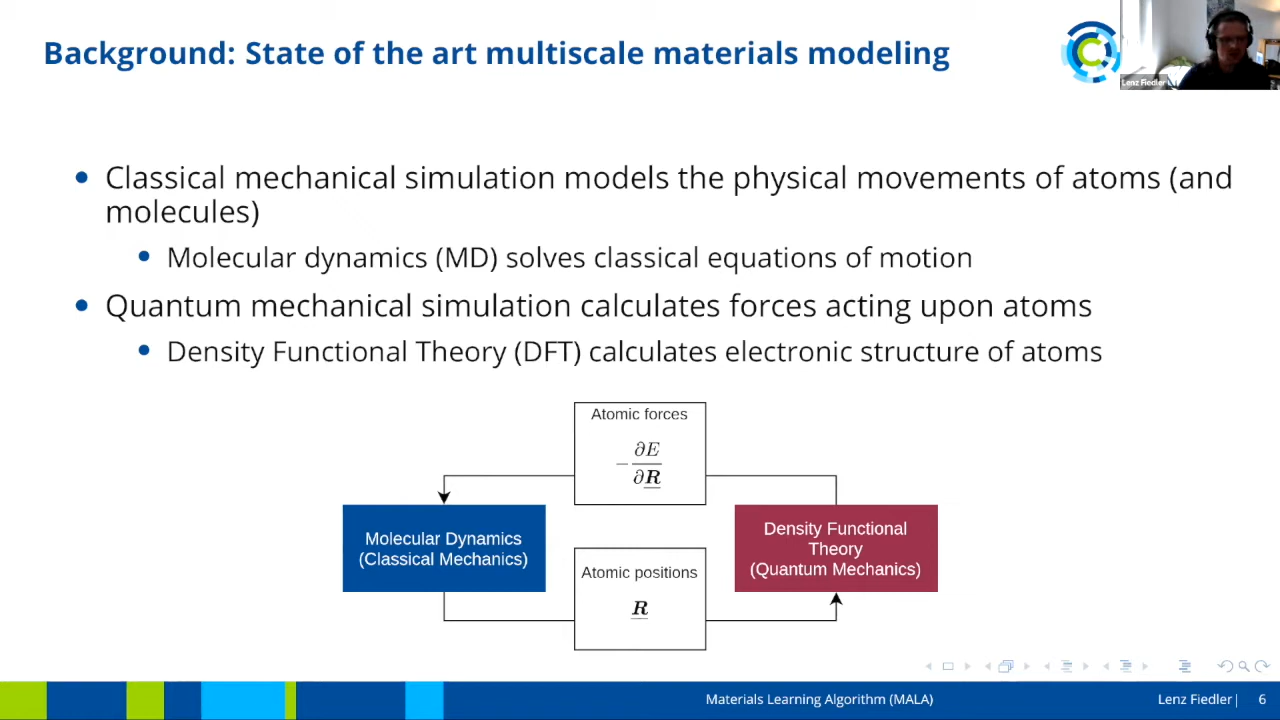 Background: State of the art multiscale materials modeling
Lenz Fiedler
• Classical mechanical simulation models the physical movements of atoms (and
molecules)
• Molecular dynamics (MD) solves classical equations of motion
• Quantum mechanical simulation calculates forces acting upon atoms
• Density Functional Theory (DFT) calculates electronic structure of atoms
Atomic forces
−∂E
∂R
Molecular Dynamics
(Classical Mechanics)
Density Functional
Theory
(Quantum Mechanics)
Atomic positions
R
Materials Learning Algorithm (MALA)
Lenz Fiedler| 6